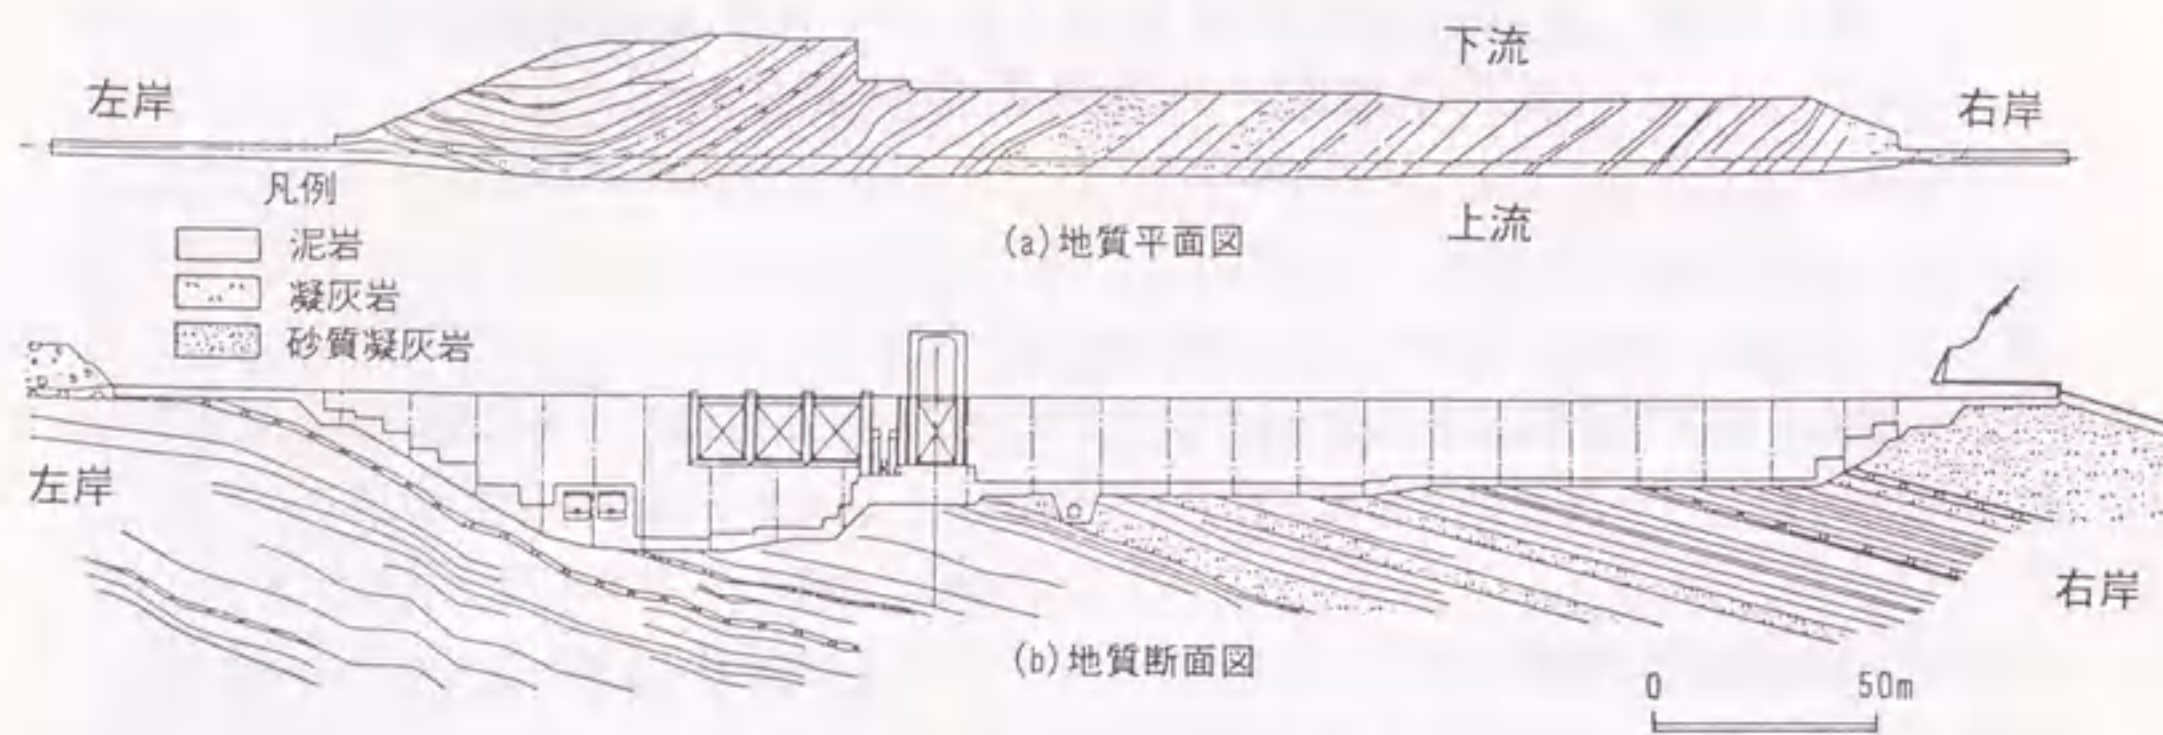 下流
左岸
右岸
上流
(a)地質平面図
凡例
泥岩
凝灰岩
砂質凝灰岩
左岸
右岸
(b)地質断面図
0 50m